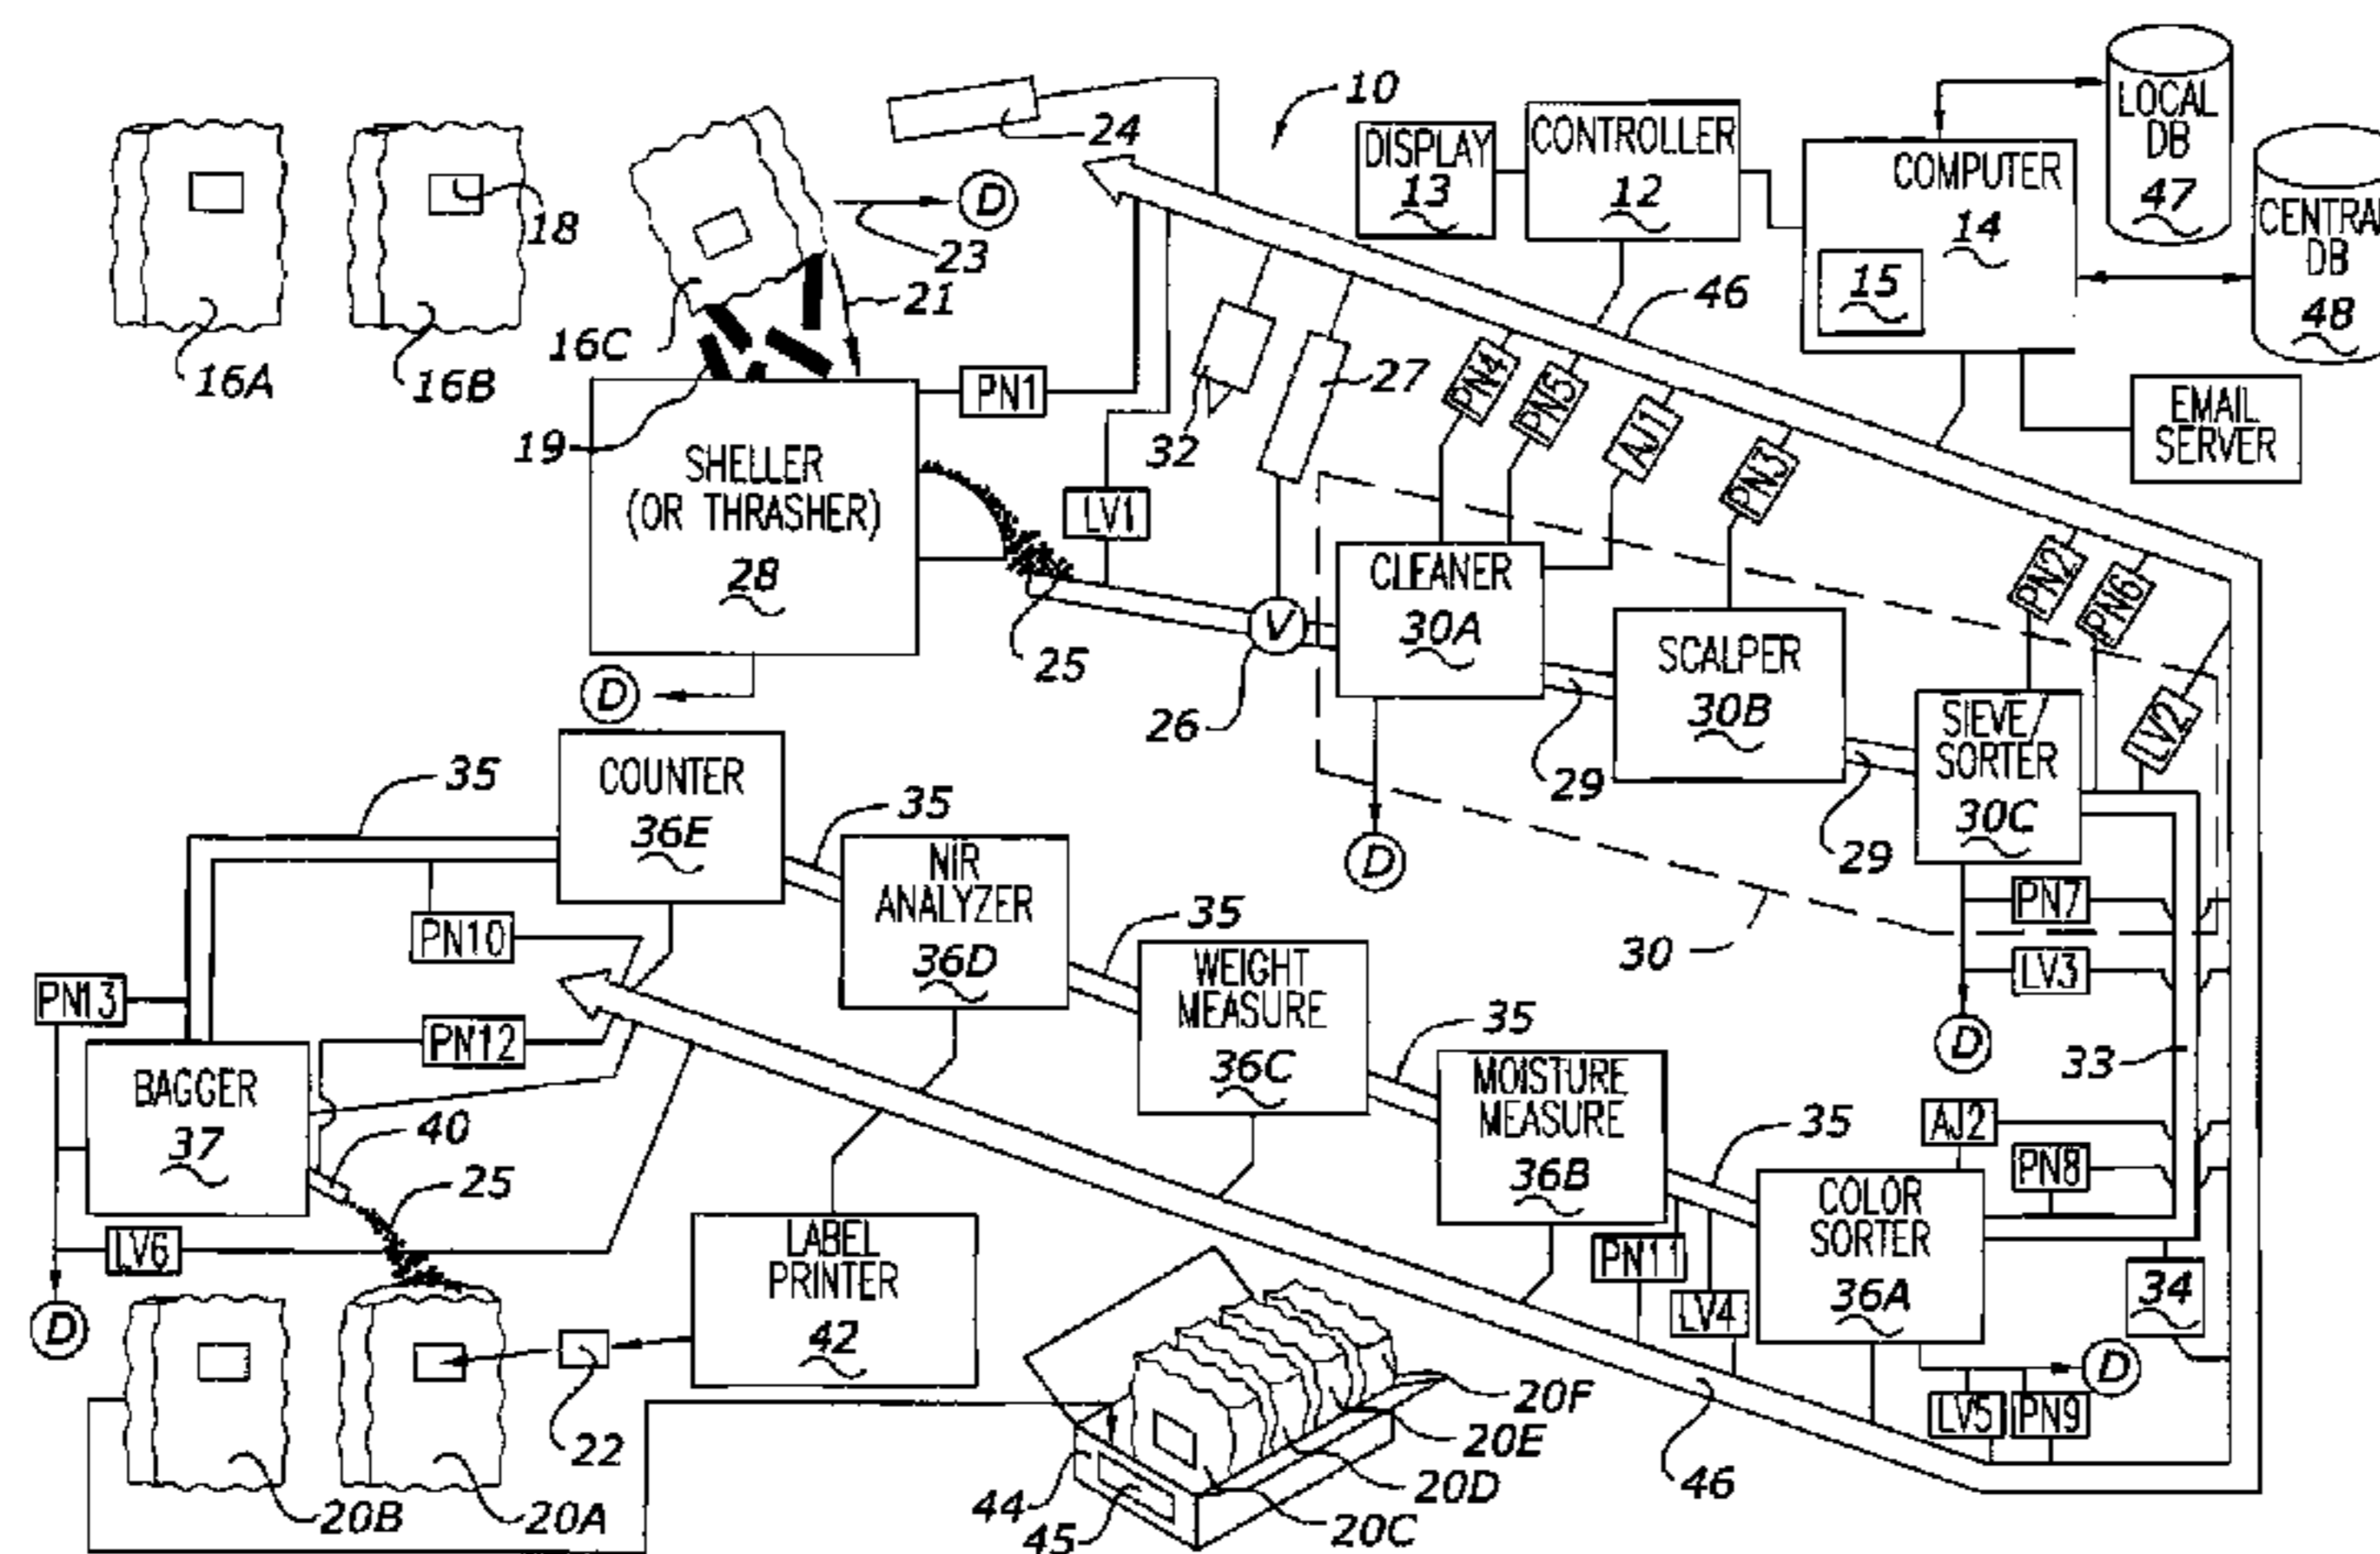 10
24
DISPLAY
13
CONTROLLER
12
COMPUTER
14
15
LOCAL
DB
47
CENTRA
DB
48
EMAIL
SERVER
18
16A
16B
16C
D
23
21
19
PN1
SHELLER
(OR THRASHER)
28
D
LV1
25
32
27
V
26
46
PN4
PN5
AJ1
PN3
PN2
PN6
LV2
CLEANER
30A
29
SCALPER
30B
29
SIEVE
SORTER
30C
D
30
PN7
LV3
D
33
COUNTER
36E
35
35
NIR
ANALYZER
36D
35
WEIGHT
MEASURE
36C
35
MOISTURE
MEASURE
36B
35
AJ2
PN8
COLOR
SORTER
36A
34
PN11
LV4
D
LV5
PN9
46
PN10
PN13
PN12
BAGGER
37
40
25
LV6
D
LABEL
PRINTER
42
22
20B
20A
44
45
20C
20D
20E
20F